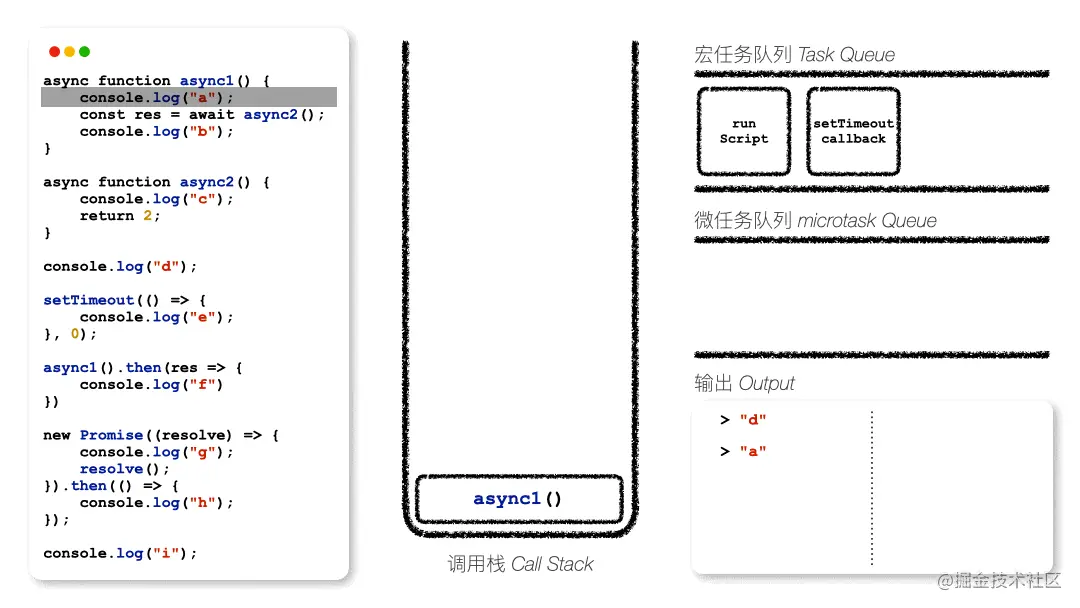 async function async1() {
    console.log("a");
    const res = await async2();
    console.log("b");
}

async function async2() {
    console.log("c");
    return 2;
}

console.log("d");

setTimeout(() => {
    console.log("e");
}, 0);

async1().then(res => {
    console.log("f")
})

new Promise((resolve) => {
    console.log("g");
    resolve();
}).then(() => {
    console.log("h");
});

console.log("i");
async1()
调用栈 Call Stack
宏任务队列 Task Queue
run
Script
setTimeout
callback
微任务队列 microtask Queue
输出 Output
> "d"
> "a"
@掘金技术社区